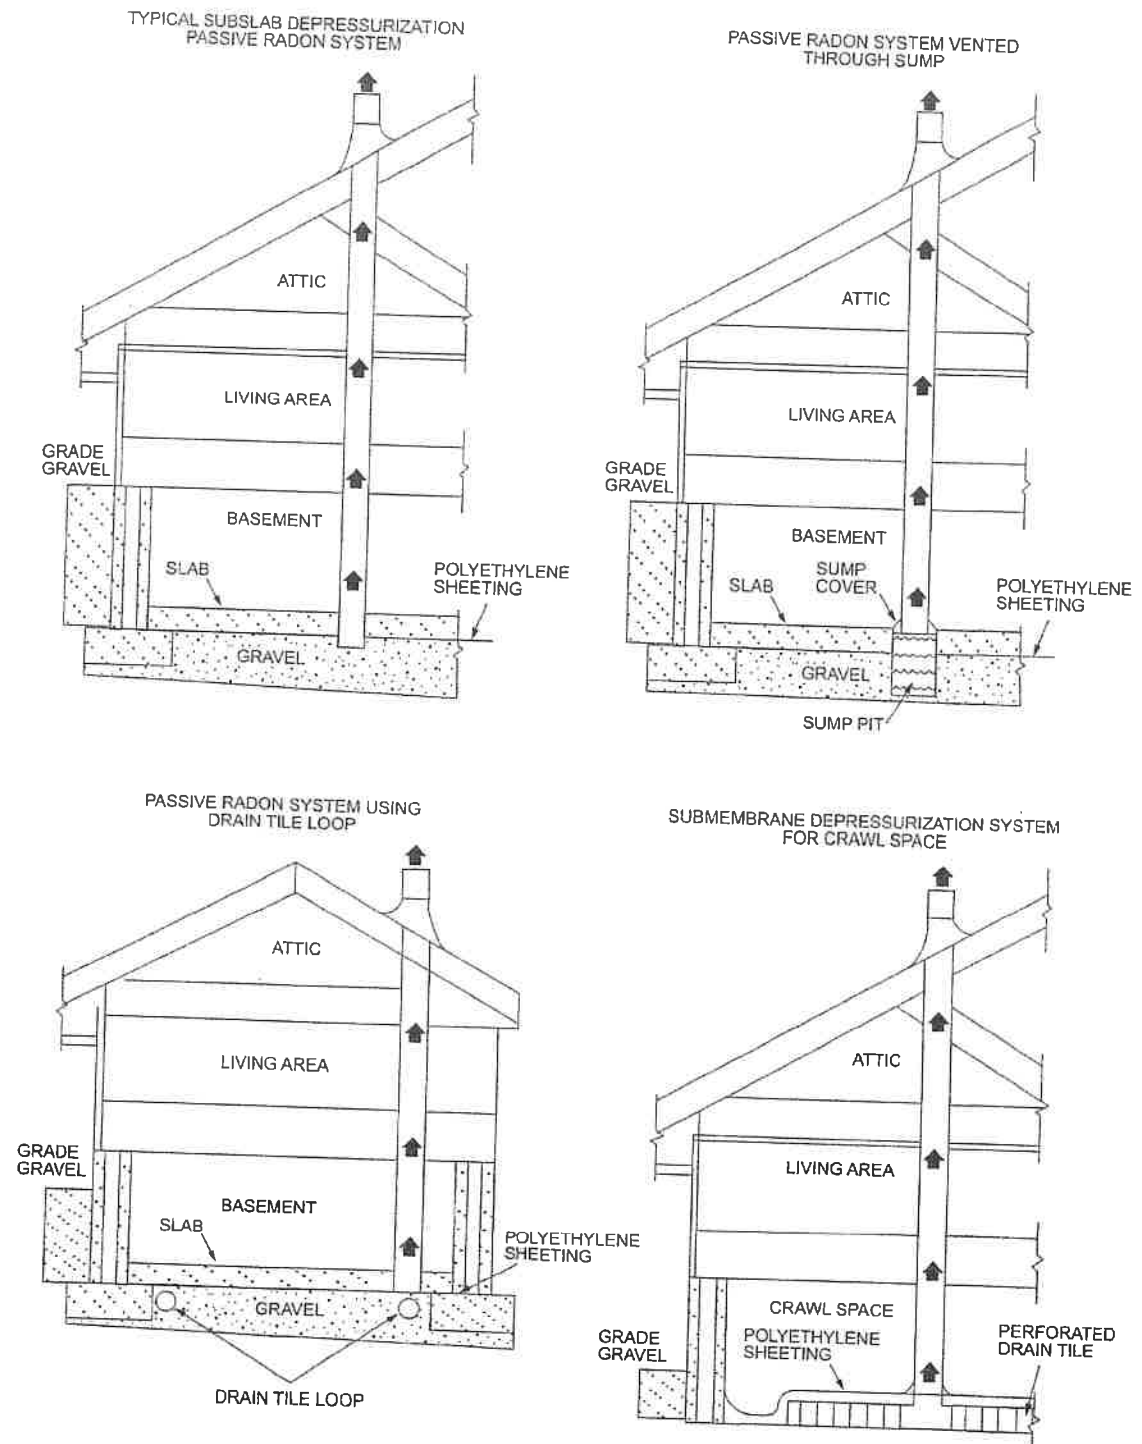 TYPICAL SUBSLAB DEPRESSURIZATION
PASSIVE RADON SYSTEM
ATTIC
LIVING AREA
GRADE
GRAVEL
BASEMENT
SLAB
POLYETHYLENE
SHEETING
GRAVEL
PASSIVE RADON SYSTEM VENTED
THROUGH SUMP
ATTIC
LIVING AREA
GRADE
GRAVEL
BASEMENT
SUMP
COVER
SLAB
POLYETHYLENE
SHEETING
GRAVEL
SUMP PIT
PASSIVE RADON SYSTEM USING
DRAIN TILE LOOP
ATTIC
LIVING AREA
GRADE
GRAVEL
BASEMENT
SLAB
POLYETHYLENE
SHEETING
GRAVEL
DRAIN TILE LOOP
SUBMEMBRANE DEPRESSURIZATION SYSTEM
FOR CRAWL SPACE
ATTIC
LIVING AREA
CRAWL SPACE
GRADE
GRAVEL
POLYETHYLENE
SHEETING
PERFORATED
DRAIN TILE